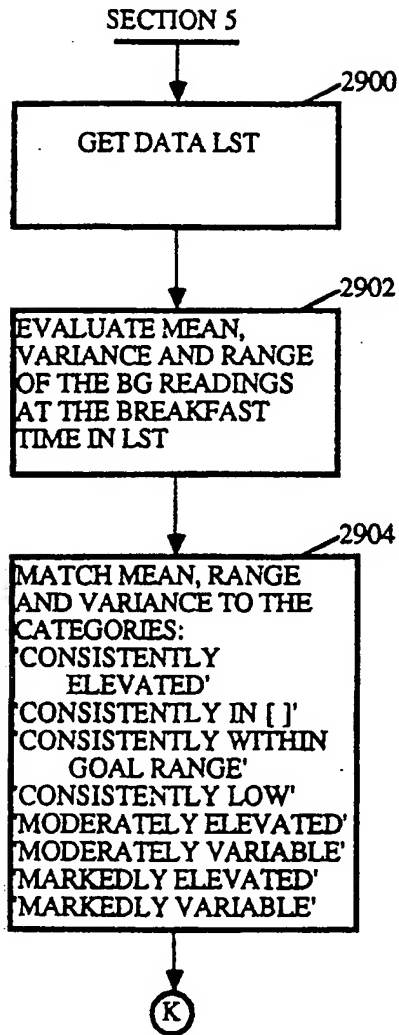 SECTION 5
2900
GET DATA LST
2902
EVALUATE MEAN,
VARIANCE AND RANGE
OF THE BG READINGS
AT THE BREAKFAST
TIME IN LST
2904
MATCH MEAN, RANGE
AND VARIANCE TO THE
CATEGORIES:
'CONSISTENTLY
ELEVATED'
'CONSISTENTLY IN [ ]'
'CONSISTENTLY WITHIN
GOAL RANGE'
'CONSISTENTLY LOW'
'MODERATELY ELEVATED'
'MODERATELY VARIABLE'
'MARKEDLY ELEVATED'
'MARKEDLY VARIABLE'
K